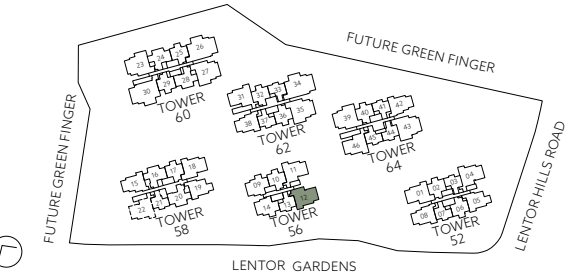 FUTURE GREEN FINGER
FUTURE GREEN FINGER
LENTOR HILLS ROAD
LENTOR GARDENS
23 24 25 26
30 29 28 27
TOWER
60
31 32 33 34
38 37 36 35
TOWER
62
39 40 41 42
46 45 44 43
TOWER
64
15 16 17 18
22 21 20 19
TOWER
58
09 10 11
14 13 12
TOWER
56
01 02 03 04
08 07 06 05
TOWER
52